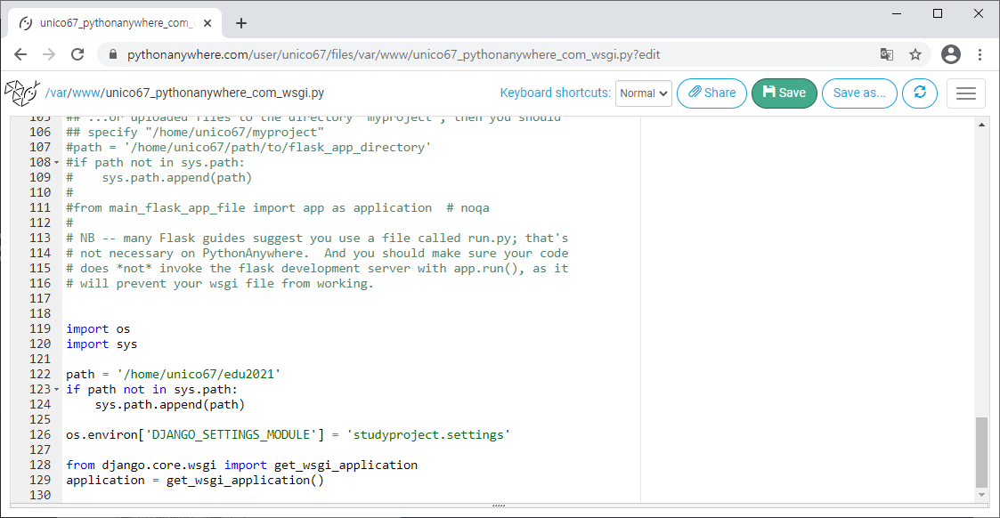 unico67_pythonanywhere_com_
pythonanywhere.com/user/unico67/files/var/www/unico67_pythonanywhere_com_wsgi.py?edit
/var/www/unico67_pythonanywhere_com_wsgi.py Keyboard shortcuts: Normal Share Save Save as...
105 ## ...or uploaded files to the directory "myproject", then you should
106 ## specify "/home/unico67/myproject"
107 #path = '/home/unico67/path/to/flask_app_directory'
108 #if path not in sys.path:
109 #    sys.path.append(path)
110 #
111 #from main_flask_app_file import app as application  # noqa
112 #
113 # NB -- many Flask guides suggest you use a file called run.py; that's
114 # not necessary on PythonAnywhere.  And you should make sure your code
115 # does *not* invoke the flask development server with app.run(), as it
116 # will prevent your wsgi file from working.
117
118
119 import os
120 import sys
121
122 path = '/home/unico67/edu2021'
123 if path not in sys.path:
124     sys.path.append(path)
125
126 os.environ['DJANGO_SETTINGS_MODULE'] = 'studyproject.settings'
127
128 from django.core.wsgi import get_wsgi_application
129 application = get_wsgi_application()
130